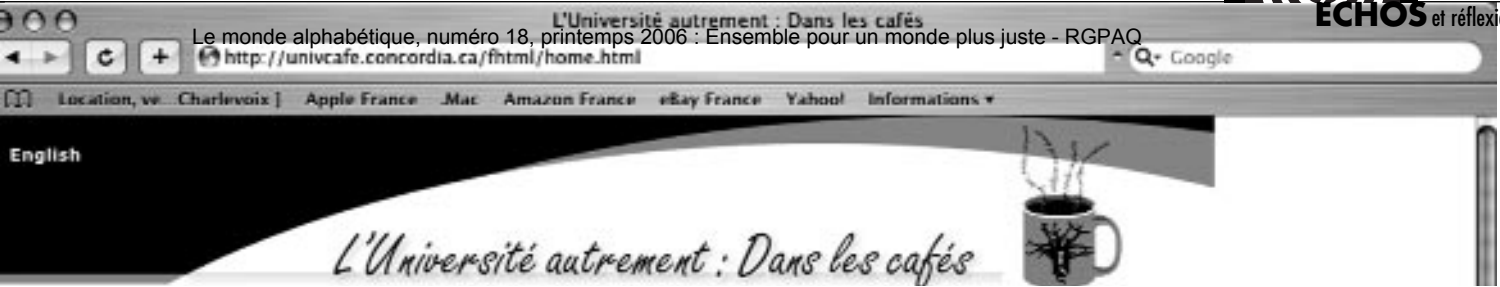 L'Université autrement : Dans les cafés
ÉCHOS et réflexi
Le monde alphabétique, numéro 18, printemps 2006 : Ensemble pour un monde plus juste - RGPAQ
http://univcafe.concordia.ca/fhtml/home.html
Google
Location, ve Charlevoix ] Apple France .Mac Amazon France eBay France Yahoo! Informations
English
L'Université autrement : Dans les cafés